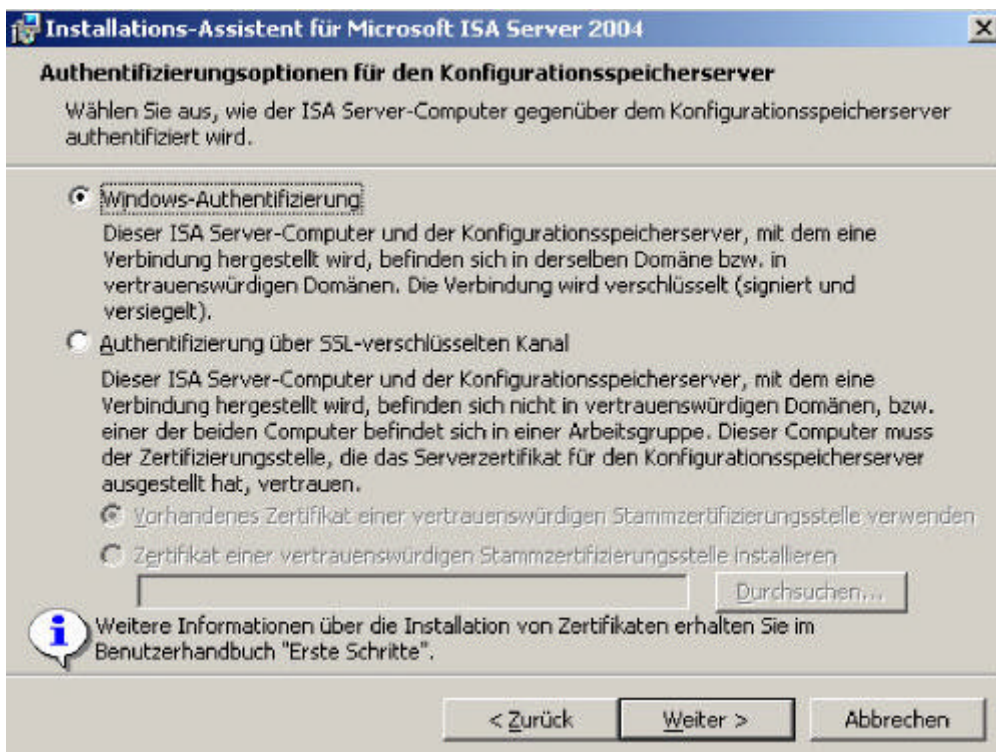 Installations-Assistent für Microsoft ISA Server 2004
Authentifizierungsoptionen für den Konfigurationsspeicherserver
Wählen Sie aus, wie der ISA Server-Computer gegenüber dem Konfigurationsspeicherserver
authentifiziert wird.
Windows-Authentifizierung
Dieser ISA Server-Computer und der Konfigurationsspeicherserver, mit dem eine
Verbindung hergestellt wird, befinden sich in derselben Domäne bzw. in
vertrauenswürdigen Domänen. Die Verbindung wird verschlüsselt (signiert und
versiegelt).
Authentifizierung über SSL-verschlüsselten Kanal
Dieser ISA Server-Computer und der Konfigurationsspeicherserver, mit dem eine
Verbindung hergestellt wird, befinden sich nicht in vertrauenswürdigen Domänen, bzw.
einer der beiden Computer befindet sich in einer Arbeitsgruppe. Dieser Computer muss
der Zertifizierungsstelle, die das Serverzertifikat für den Konfigurationsspeicherserver
ausgestellt hat, vertrauen.
Vorhandenes Zertifikat einer vertrauenswürdigen Stammzertifizierungsstelle verwenden
Zertifikat einer vertrauenswürdigen Stammzertifizierungsstelle installieren
Durchsuchen...
Weitere Informationen über die Installation von Zertifikaten erhalten Sie im
Benutzerhandbuch "Erste Schritte".
< Zurück
Weiter >
Abbrechen